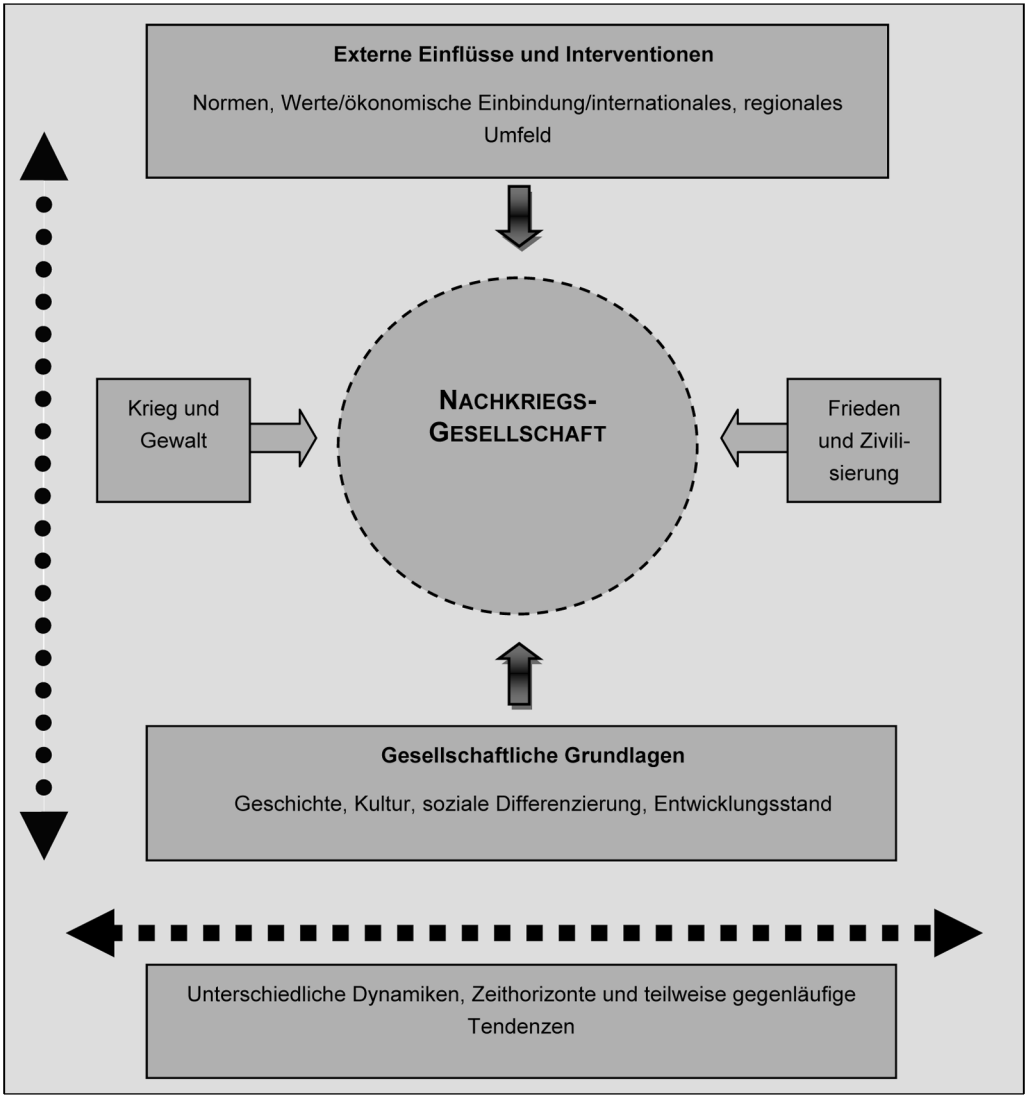 Externe Einflüsse und Interventionen
Normen, Werte/ökonomische Einbindung/internationales, regionales
Umfeld
Krieg und
Gewalt
NACHKRIEGS-
GESELLSCHAFT
Frieden
und Zivili-
sierung
Gesellschaftliche Grundlagen
Geschichte, Kultur, soziale Differenzierung, Entwicklungsstand
Unterschiedliche Dynamiken, Zeithorizonte und teilweise gegenläufige
Tendenzen